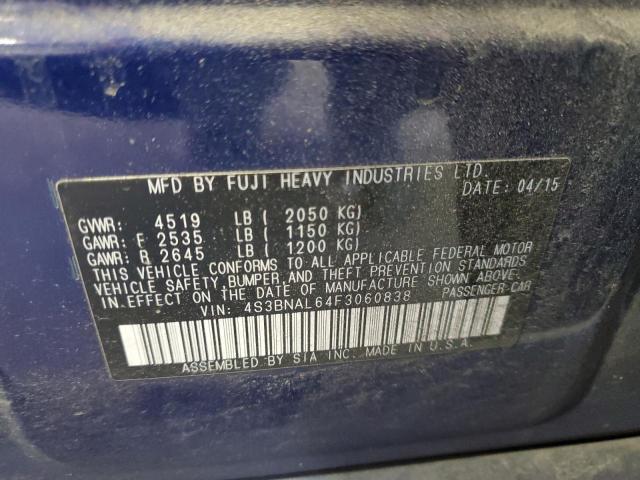 MFD BY FUJI HEAVY INDUSTRIES LTD.
DATE: 04/15
GVWR: 4519 LB ( 2050 KG)
GAWR: F 2535 LB ( 1150 KG)
GAWR: R 2645 LB ( 1200 KG)
THIS VEHICLE CONFORMS TO ALL APPLICABLE FEDERAL MOTOR
VEHICLE SAFETY, BUMPER, AND THEFT PREVENTION STANDARDS
IN EFFECT ON THE DATE OF MANUFACTURE SHOWN ABOVE.
VIN: 4S3BNAL64F3060838 PASSENGER CAR
ASSEMBLED BY SIA INC. MADE IN U.S.A.